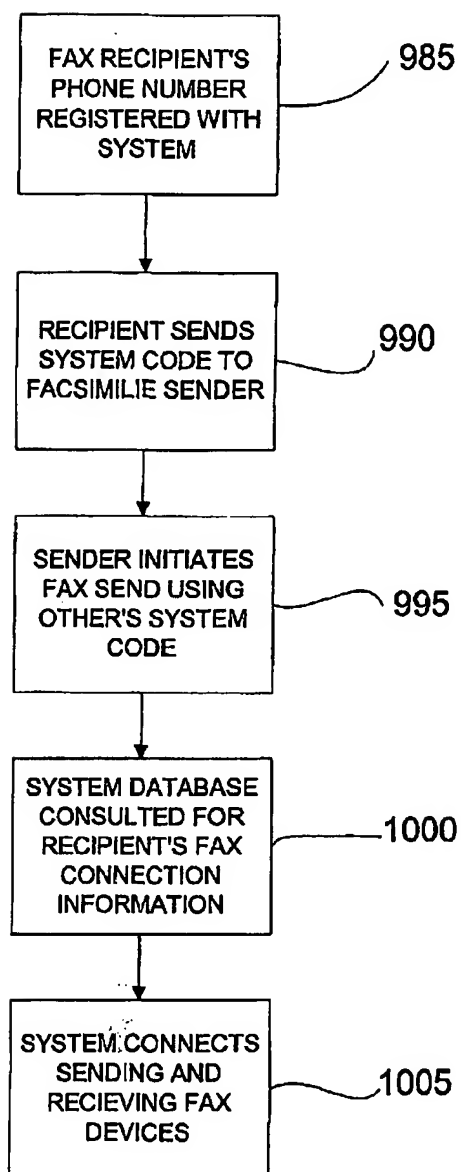 FAX RECIPIENT'S
PHONE NUMBER
REGISTERED WITH
SYSTEM
985
RECIPIENT SENDS
SYSTEM CODE TO
FACSIMILIE SENDER
990
SENDER INITIATES
FAX SEND USING
OTHER'S SYSTEM
CODE
995
SYSTEM DATABASE
CONSULTED FOR
RECIPIENT'S FAX
CONNECTION
INFORMATION
1000
SYSTEM CONNECTS
SENDING AND
RECIEVING FAX
DEVICES
1005